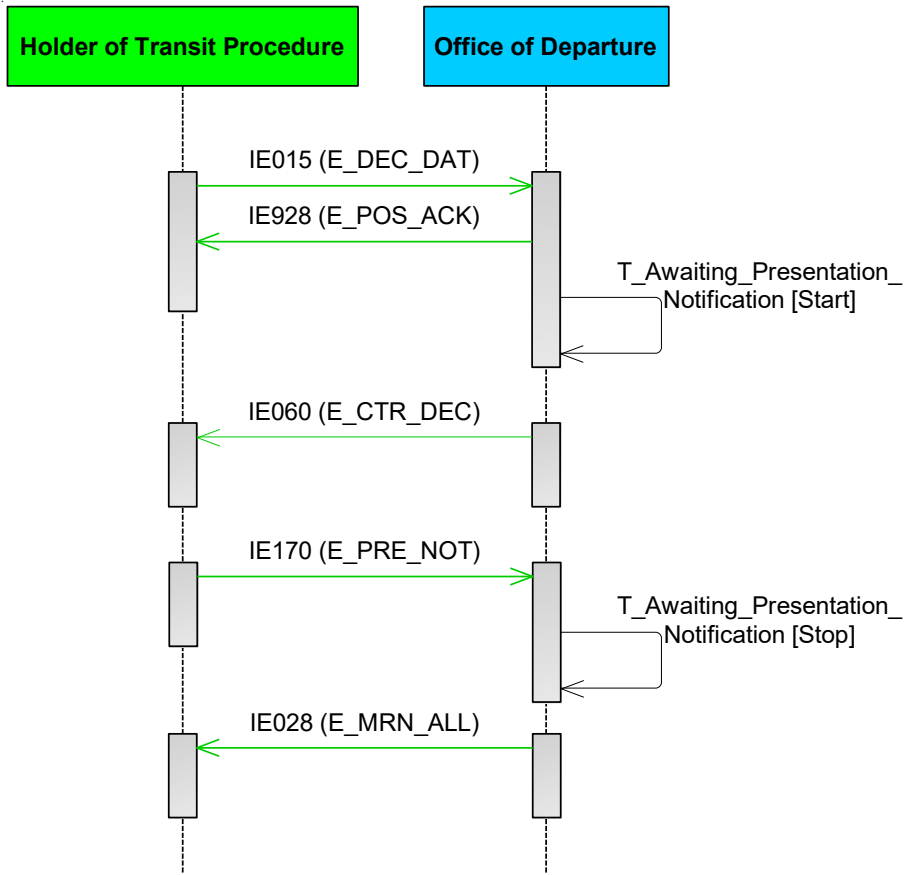 Holder of Transit Procedure
Office of Departure
IE015 (E_DEC_DAT)
IE928 (E_POS_ACK)
T_Awaiting_Presentation_
Notification [Start]
IE060 (E_CTR_DEC)
IE170 (E_PRE_NOT)
T_Awaiting_Presentation_
Notification [Stop]
IE028 (E_MRN_ALL)